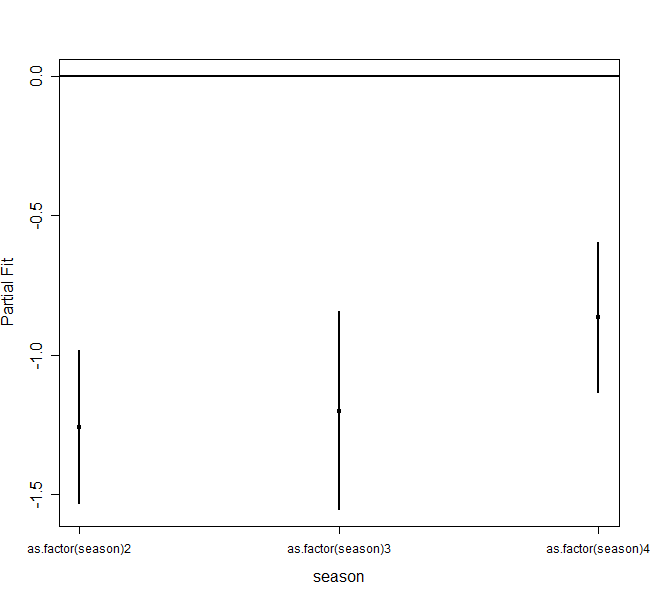 0.0
-0.5
-1.0
-1.5
Partial Fit
as.factor(season)2
as.factor(season)3
as.factor(season)4
season